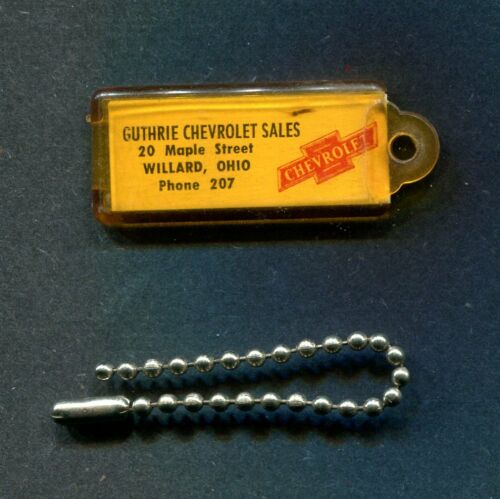 GUTHRIE CHEVROLET SALES
20 Maple Street
WILLARD, OHIO
Phone 207
CHEVROLET